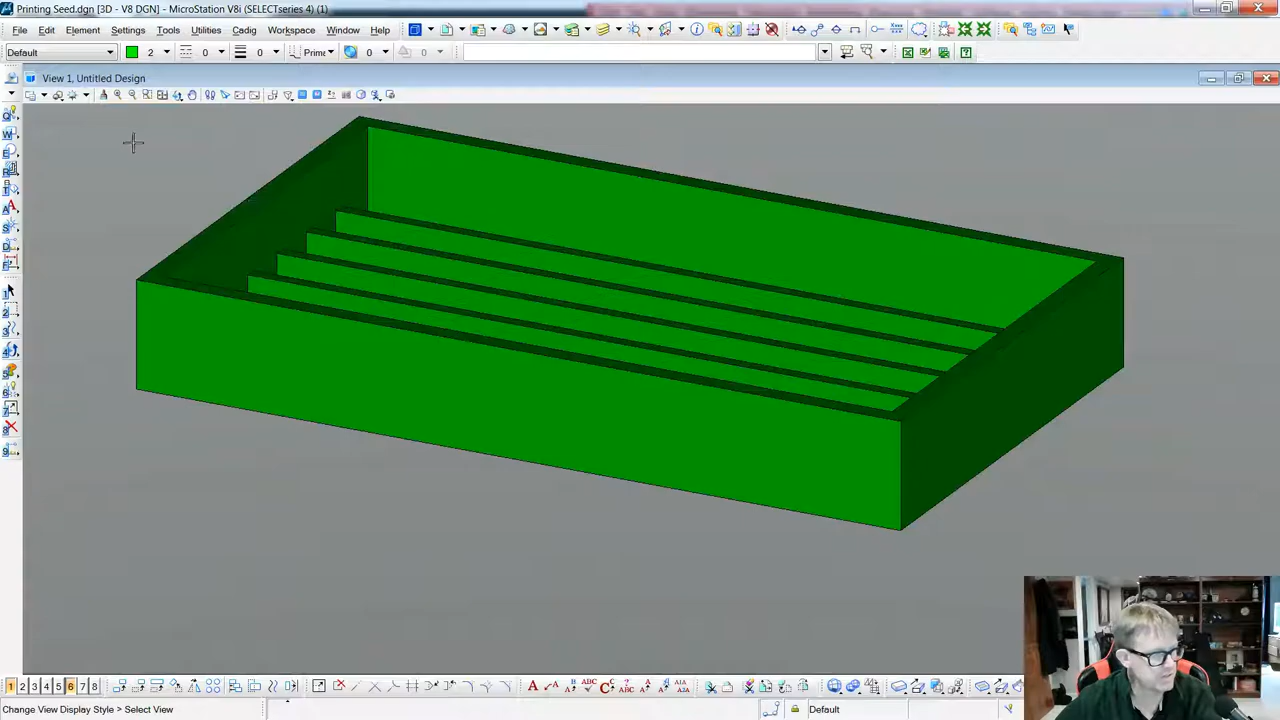 Printing Seed.dgn [3D - V8 DGN] - MicroStation V8i (SELECTseries 4) (1)
File Edit Element Settings Tools Utilities Cadig Workspace Window Help
Default 2 0 0 Prime 0 0
View 1, Untitled Design
1 2 3 4 5 6 7 8
Change View Display Style > Select View
Default